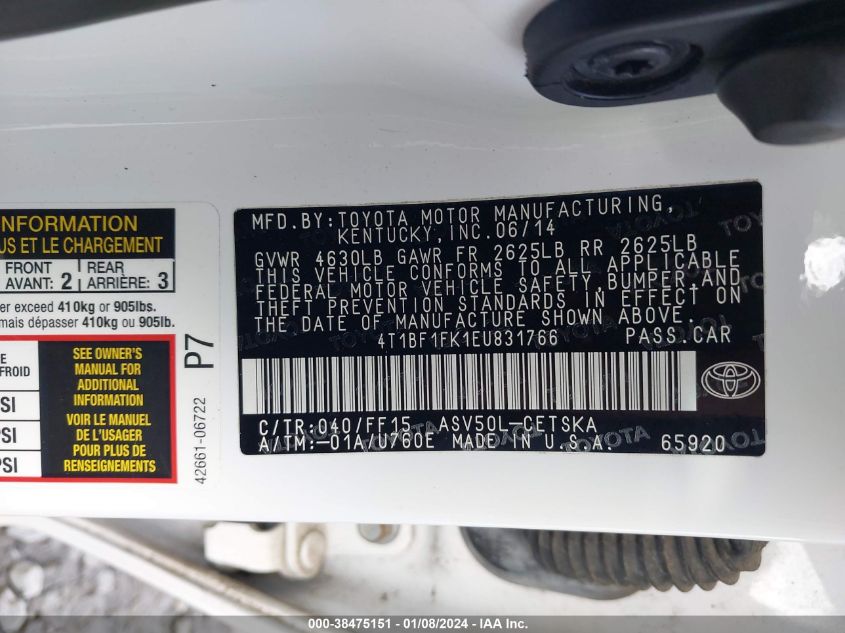 INFORMATION
US ET LE CHARGEMENT
FRONT
AVANT: 2
REAR
ARRIÈRE: 3
er exceed 410kg or 905lbs.
mais dépasser 410kg ou 905lb.
FROID
SI
PSI
SEE OWNER'S
MANUAL FOR
ADDITIONAL
INFORMATION
VOIR LE MANUEL
DE L'USAGER
POUR PLUS DE
RENSEIGNEMENTS
P7
42661-06722
MFD.BY:TOYOTA MOTOR MANUFACTURING,
KENTUCKY,INC.06/14
GVWR 4630LB GAWR FR 2625LB RR 2625LB
THIS VEHICLE CONFORMS TO ALL APPLICABLE
FEDERAL MOTOR VEHICLE SAFETY,BUMPER,AND
THEFT PREVENTION STANDARDS IN EFFECT ON
THE DATE OF MANUFACTURE SHOWN ABOVE.
4T1BF1FK1EU831766 PASS.CAR
C/TR:040/FF15 ASV50L-CETSKA
A/TM:-01A/U760E MADE IN U.S.A. 65920
000-38475151 - 01/08/2024 - IAA Inc.